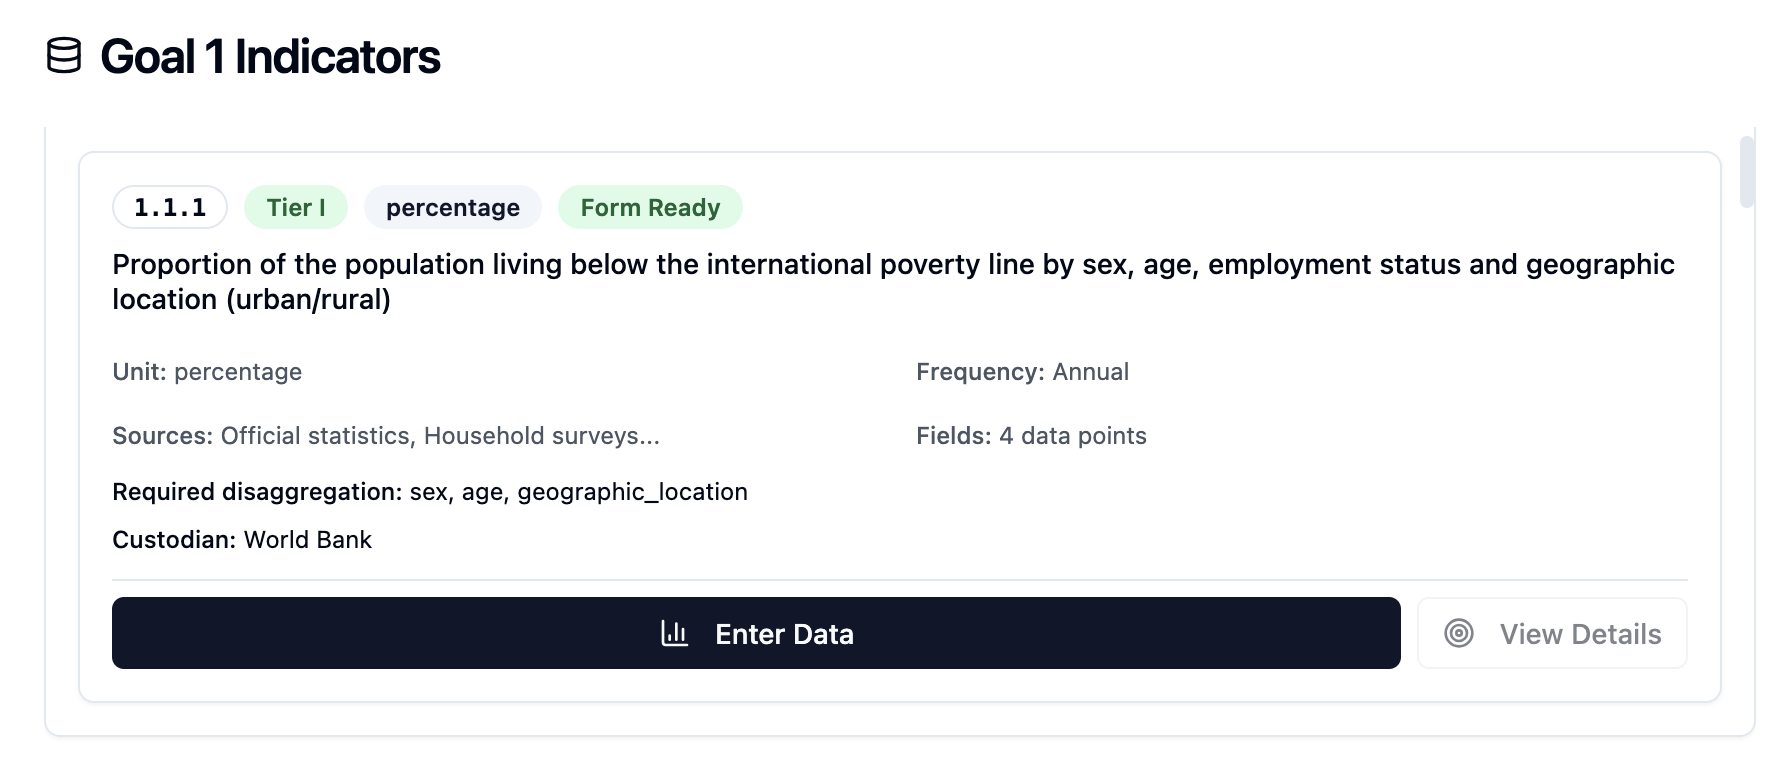 Goal 1 Indicators
1.1.1 Tier I percentage Form Ready
Proportion of the population living below the international poverty line by sex, age, employment status and geographic
location (urban/rural)
Unit: percentage
Frequency: Annual
Sources: Official statistics, Household surveys...
Fields: 4 data points
Required disaggregation: sex, age, geographic_location
Custodian: World Bank
Enter Data
View Details